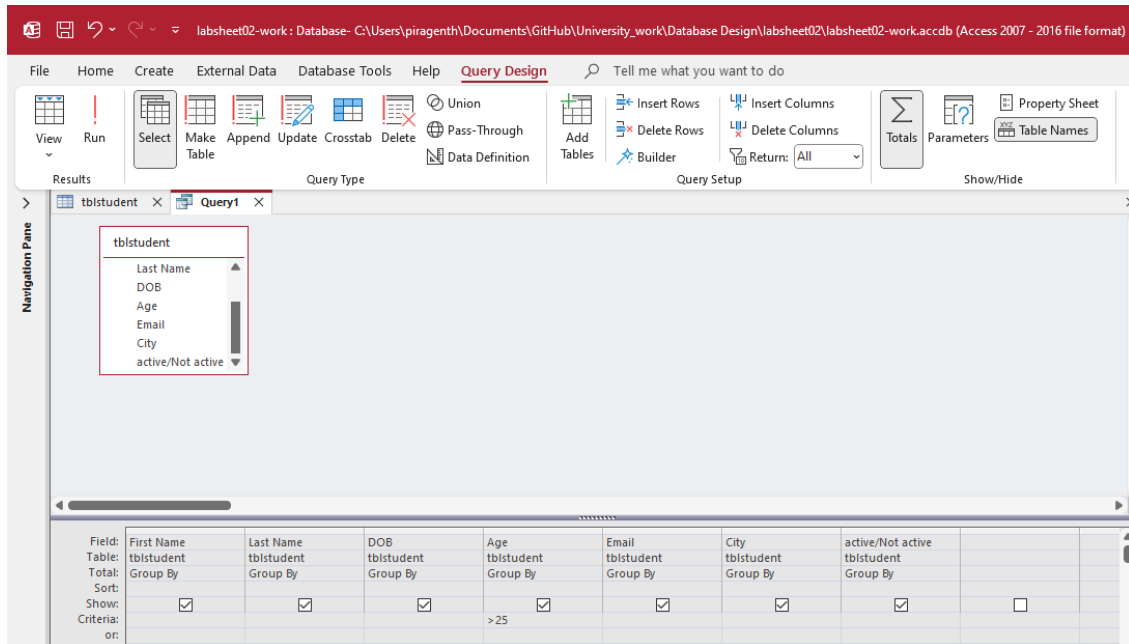 labsheet02-work : Database- C:\Users\piragenth\Documents\GitHub\University_work\Database Design\labsheet02\labsheet02-work.accdb (Access 2007 - 2016 file format)
File Home Create External Data Database Tools Help Query Design Tell me what you want to do
View Run Select Make Table Append Update Crosstab Delete Union Pass-Through Data Definition Add Tables Insert Rows Delete Rows Builder Insert Columns Delete Columns Return: All Totals Parameters Property Sheet Table Names
Results Query Type Query Setup Show/Hide
tblstudent Query1
Navigation Pane
tblstudent
Last Name
DOB
Age
Email
City
active/Not active
Field: First Name Last Name DOB Age Email City active/Not active
Table: tblstudent tblstudent tblstudent tblstudent tblstudent tblstudent tblstudent
Total: Group By Group By Group By Group By Group By Group By Group By
Sort:
Show:
Criteria: >25
or: